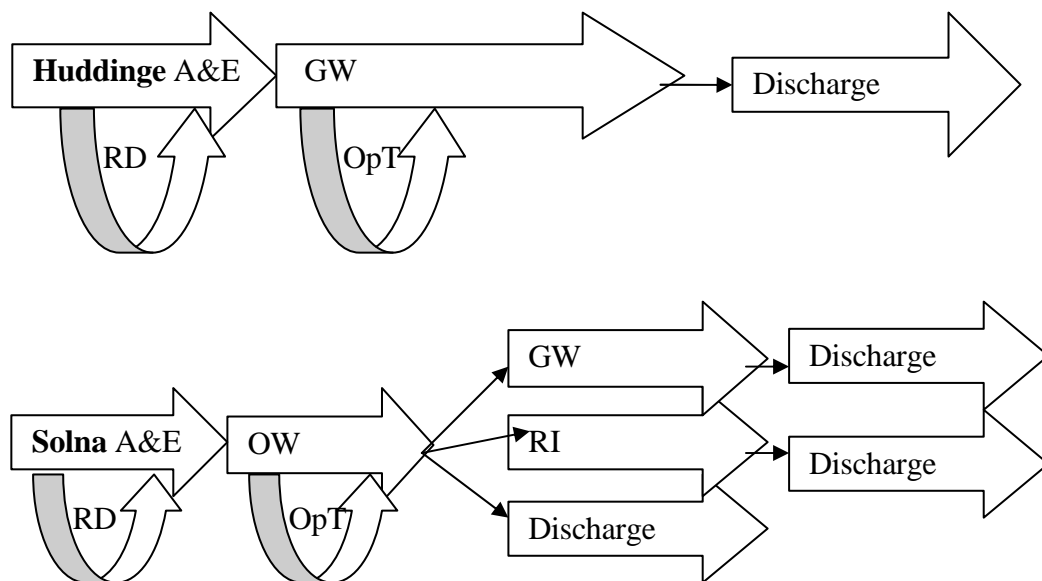 Huddinge A&E
GW
Discharge
RD
OpT
GW
Discharge
Solna A&E
OW
RI
Discharge
RD
OpT
Discharge